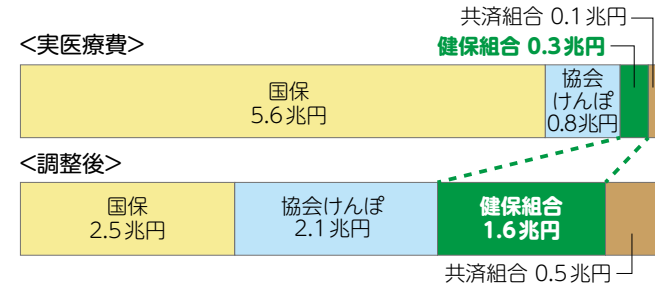 共済組合 0.1兆円
<実医療費>
健保組合 0.3兆円
国保
5.6兆円
協会
けんぽ
0.8兆円
<調整後>
国保
2.5兆円
協会けんぽ
2.1兆円
健保組合
1.6兆円
共済組合 0.5兆円